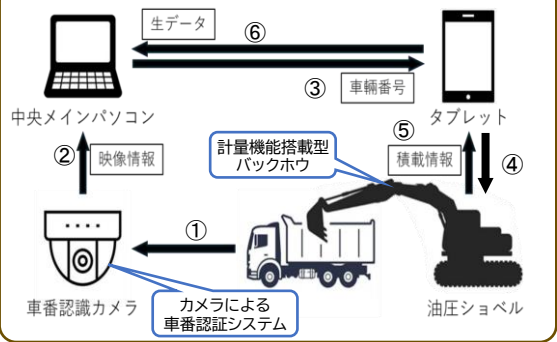 生データ
⑥
③
車輛番号
中央メインパソコン
タブレット
②
映像情報
計量機能搭載型
バックホウ
⑤
積載情報
④
①
車番認識カメラ
カメラによる
車番認証システム
油圧ショベル